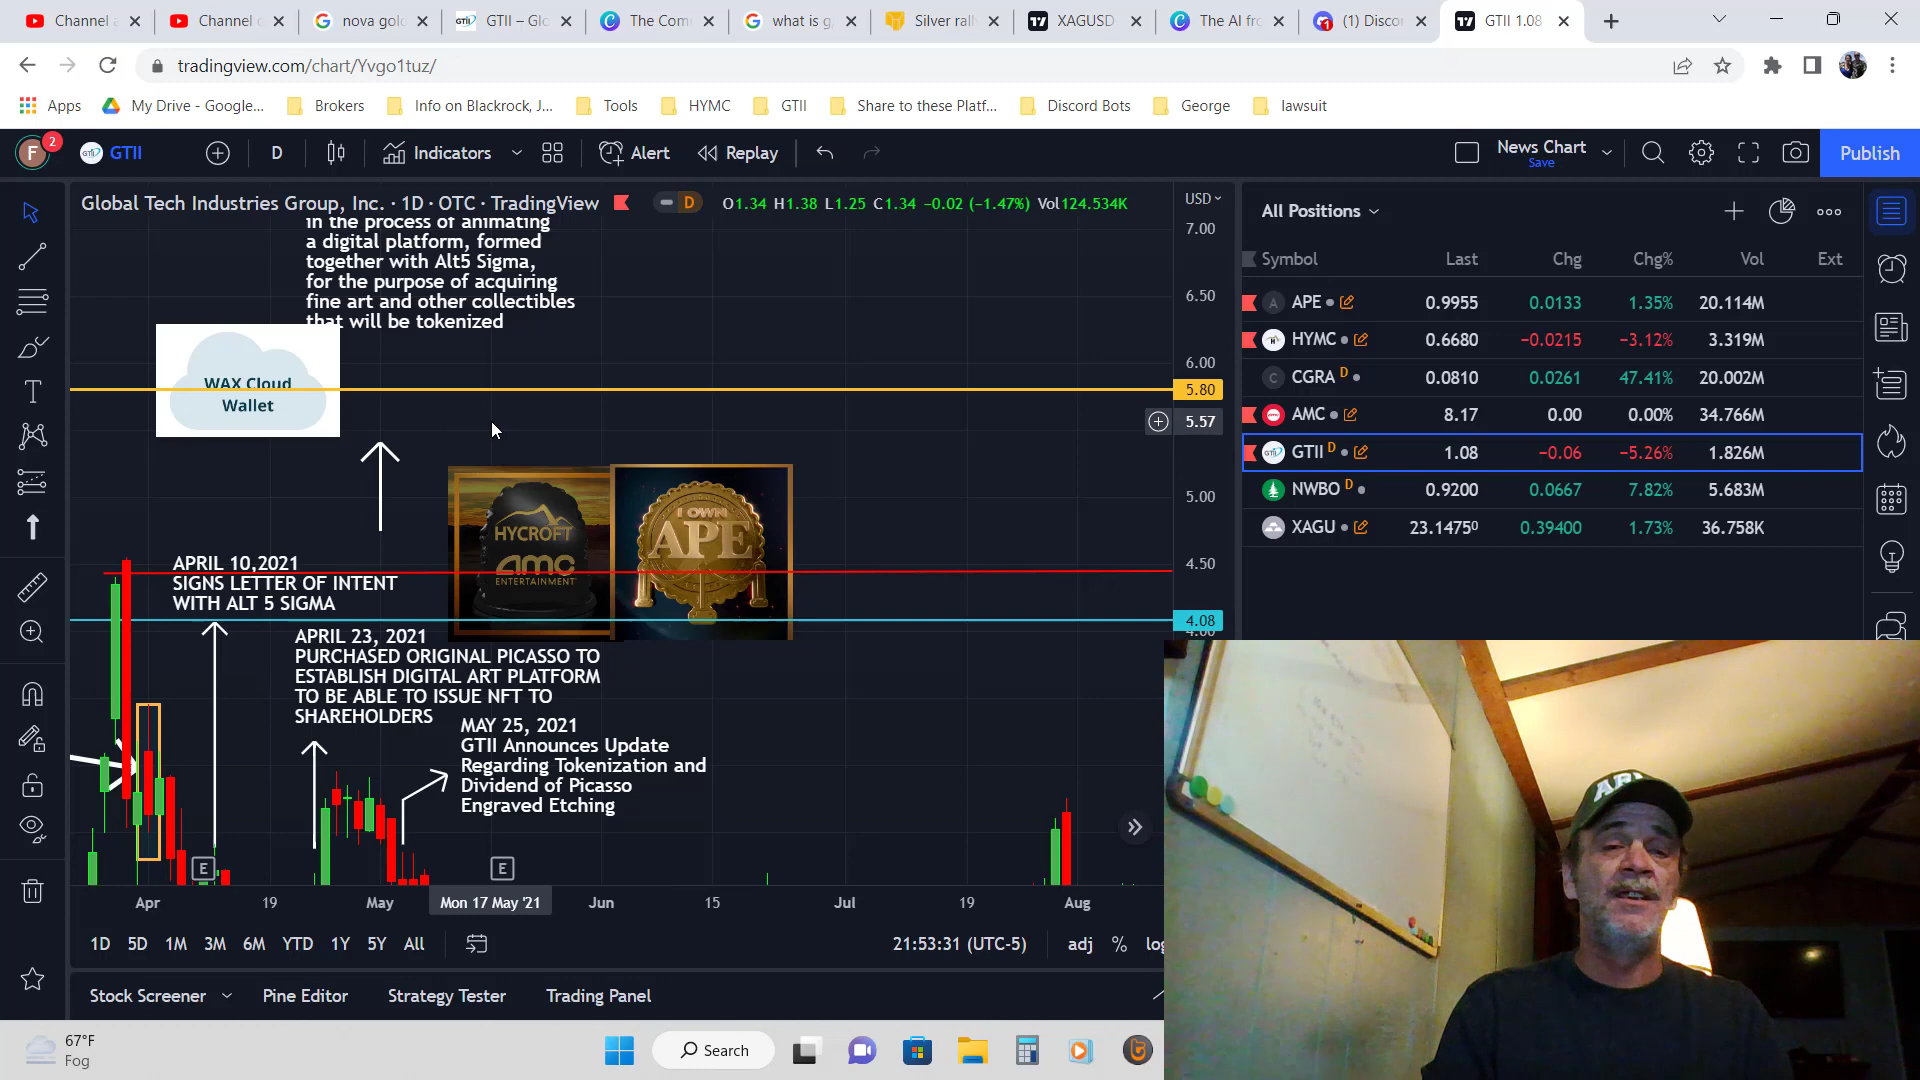 Channel a
Channel
nova gol
GTII – Glo
The Com
what is g
Silver rall
XAGUSD
The AI fro
(1) Disco
GTII 1.08
tradingview.com/chart/Yvgo1tuz/
Apps
My Drive - Google...
Brokers
Info on Blackrock, J...
Tools
HYMC
GTII
Share to these Platf...
Discord Bots
George
lawsuit
F
2
GTII
D
Indicators
Alert
Replay
News Chart
Save
Publish
Global Tech Industries Group, Inc. · 1D · OTC · TradingView
D
O1.34 H1.38 L1.25 C1.34 −0.02 (−1.47%) Vol124.534K
USD
in the process of animating
a digital platform, formed
together with Alt5 Sigma,
for the purpose of acquiring
fine art and other collectibles
that will be tokenized
WAX Cloud
Wallet
7.00
6.50
6.00
5.80
5.57
5.00
4.50
4.08
4.00
HYCROFT
amc
ENTERTAINMENT
I OWN
APE
APRIL 10,2021
SIGNS LETTER OF INTENT
WITH ALT 5 SIGMA
APRIL 23, 2021
PURCHASED ORIGINAL PICASSO TO
ESTABLISH DIGITAL ART PLATFORM
TO BE ABLE TO ISSUE NFT TO
SHAREHOLDERS
MAY 25, 2021
GTII Announces Update
Regarding Tokenization and
Dividend of Picasso
Engraved Etching
E
E
Apr
19
May
Mon 17 May '21
Jun
15
Jul
19
Aug
1D 5D 1M 3M 6M YTD 1Y 5Y All
21:53:31 (UTC-5)
adj
%
log
Stock Screener
Pine Editor
Strategy Tester
Trading Panel
All Positions
Symbol Last Chg Chg% Vol Ext
APE 0.9955 0.0133 1.35% 20.114M
HYMC 0.6680 −0.0215 −3.12% 3.319M
CGRA D 0.0810 0.0261 47.41% 20.002M
AMC 8.17 0.00 0.00% 34.766M
GTII D 1.08 −0.06 −5.26% 1.826M
NWBO D 0.9200 0.0667 7.82% 5.683M
XAGU 23.1475⁰ 0.39400 1.73% 36.758K
67°F
Fog
Search